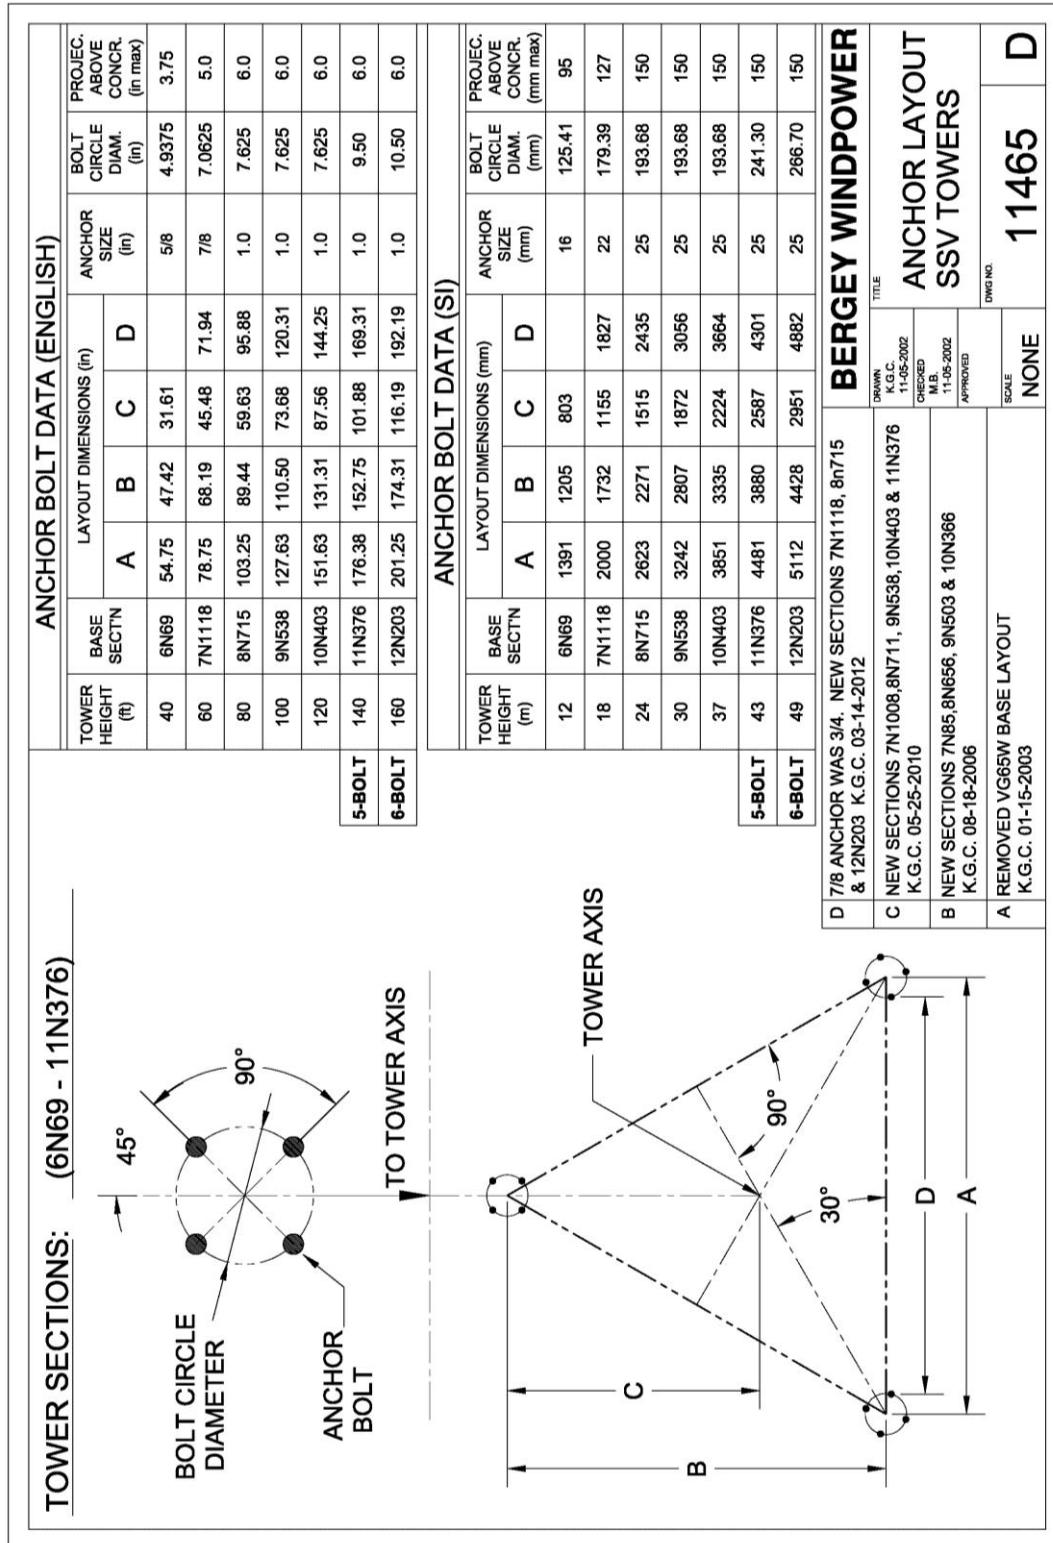 TOWER SECTIONS: (6N69 - 11N376)
45°
90°
BOLT CIRCLE
DIAMETER
ANCHOR
BOLT
TO TOWER AXIS
TOWER AXIS
90°
30°
C
B
D
A
ANCHOR BOLT DATA (ENGLISH)
TOWER HEIGHT (ft) BASE SECT'N LAYOUT DIMENSIONS (in) ANCHOR SIZE (in) BOLT CIRCLE DIAM. (in) PROJEC. ABOVE CONCR. (in max)
A B C D
40 6N69 54.75 47.42 31.61 5/8 4.9375 3.75
60 7N1118 78.75 68.19 45.48 71.94 7/8 7.0625 5.0
80 8N715 103.25 89.44 59.63 95.88 1.0 7.625 6.0
100 9N538 127.63 110.50 73.68 120.31 1.0 7.625 6.0
120 10N403 151.63 131.31 87.56 144.25 1.0 7.625 6.0
5-BOLT 140 11N376 176.38 152.75 101.88 169.31 1.0 9.50 6.0
6-BOLT 160 12N203 201.25 174.31 116.19 192.19 1.0 10.50 6.0
ANCHOR BOLT DATA (SI)
TOWER HEIGHT (m) BASE SECT'N LAYOUT DIMENSIONS (mm) ANCHOR SIZE (mm) BOLT CIRCLE DIAM. (mm) PROJEC. ABOVE CONCR. (mm max)
A B C D
12 6N69 1391 1205 803 16 125.41 95
18 7N1118 2000 1732 1155 1827 22 179.39 127
24 8N715 2623 2271 1515 2435 25 193.68 150
30 9N538 3242 2807 1872 3056 25 193.68 150
37 10N403 3851 3335 2224 3664 25 193.68 150
5-BOLT 43 11N376 4481 3880 2587 4301 25 241.30 150
6-BOLT 49 12N203 5112 4428 2951 4882 25 266.70 150
D 7/8 ANCHOR WAS 3/4. NEW SECTIONS 7N1118, 8n715
& 12N203 K.G.C. 03-14-2012
C NEW SECTIONS 7N1008,8N711, 9N538,10N403 & 11N376
K.G.C. 05-25-2010
B NEW SECTIONS 7N85,8N656, 9N503 & 10N366
K.G.C. 08-18-2006
A REMOVED VG65W BASE LAYOUT
K.G.C. 01-15-2003
BERGEY WINDPOWER
DRAWN
K.G.C.
11-05-2002
CHECKED
M.B.
11-05-2002
APPROVED
SCALE
NONE
TITLE
ANCHOR LAYOUT
SSV TOWERS
DWG NO.
11465 D